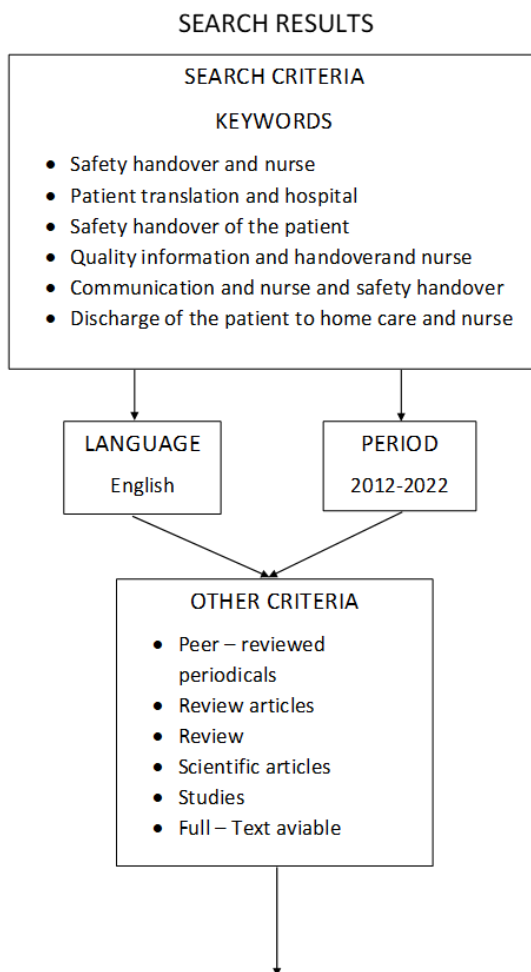 SEARCH RESULTS
SEARCH CRITERIA
KEYWORDS
• Safety handover and nurse
• Patient translation and hospital
• Safety handover of the patient
• Quality information and handoverand nurse
• Communication and nurse and safety handover
• Discharge of the patient to home care and nurse
LANGUAGE
English
PERIOD
2012-2022
OTHER CRITERIA
• Peer – reviewed
periodicals
• Review articles
• Review
• Scientific articles
• Studies
• Full – Text aviable